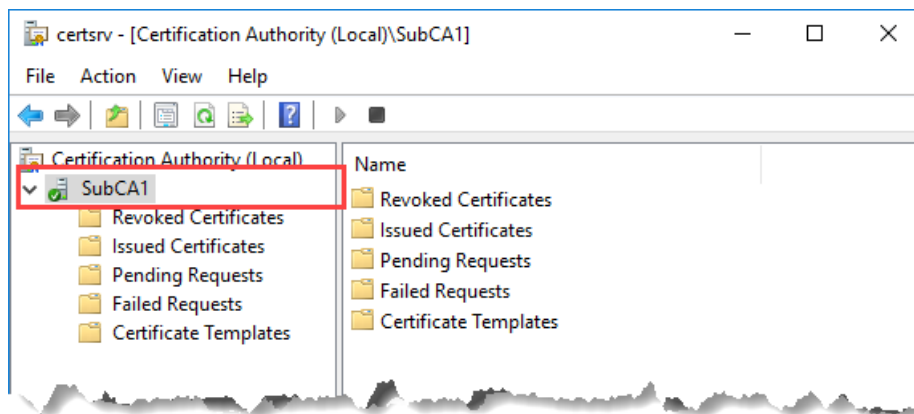 certsrv - [Certification Authority (Local)\SubCA1]
File Action View Help
Certification Authority (Local)
SubCA1
Revoked Certificates
Issued Certificates
Pending Requests
Failed Requests
Certificate Templates
Name
Revoked Certificates
Issued Certificates
Pending Requests
Failed Requests
Certificate Templates